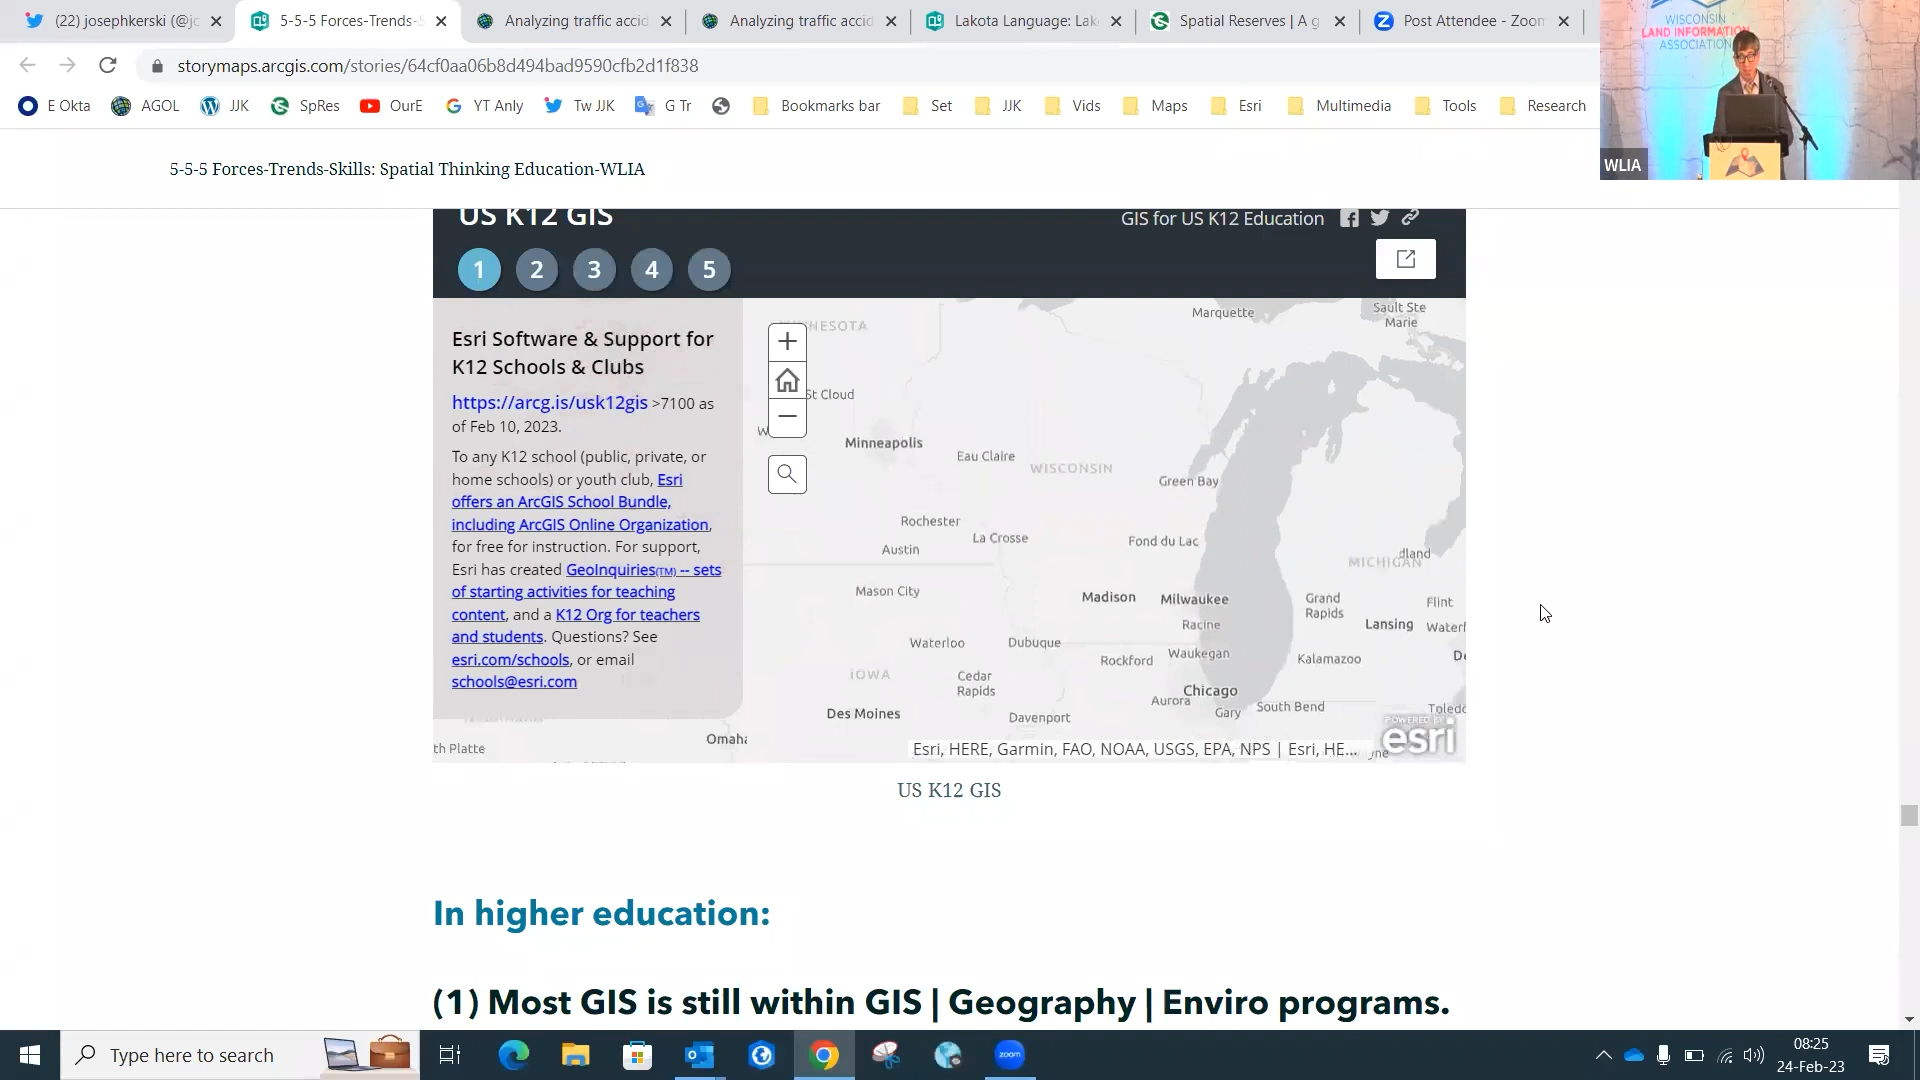 (22) josephkerski (@jo
5-5-5 Forces-Trends-S
Analyzing traffic accid
Analyzing traffic accid
Lakota Language: Lak
Spatial Reserves | A g
Post Attendee - Zoom
WISCONSIN
LAND INFORMATION
ASSOCIATION
storymaps.arcgis.com/stories/64cf0aa06b8d494bad9590cfb2d1f838
E Okta
AGOL
JJK
SpRes
OurE
YT Anly
Tw JJK
G Tr
Bookmarks bar
Set
JJK
Vids
Maps
Esri
Multimedia
Tools
Research
WLIA
5-5-5 Forces-Trends-Skills: Spatial Thinking Education-WLIA
US K12 GIS
GIS for US K12 Education
1 2 3 4 5
Esri Software & Support for
K12 Schools & Clubs
https://arcg.is/usk12gis >7100 as
of Feb 10, 2023.
To any K12 school (public, private, or
home schools) or youth club, Esri
offers an ArcGIS School Bundle,
including ArcGIS Online Organization,
for free for instruction. For support,
Esri has created GeoInquiries(TM) -- sets
of starting activities for teaching
content, and a K12 Org for teachers
and students. Questions? See
esri.com/schools, or email
schools@esri.com
NESOTA
Marquette
Sault Ste
Marie
St Cloud
W
Minneapolis
Eau Claire
WISCONSIN
Green Bay
Rochester
La Crosse
Austin
Fond du Lac
MICHIGAN
dland
Mason City
Madison
Milwaukee
Racine
Grand
Rapids
Flint
Lansing
Waterf
Waterloo
Dubuque
Rockford
Waukegan
Kalamazoo
De
IOWA
Cedar
Rapids
Aurora
Chicago
Gary
South Bend
Toledo
Des Moines
Davenport
Omaha
th Platte
Esri, HERE, Garmin, FAO, NOAA, USGS, EPA, NPS | Esri, HE...
yne
POWERED BY
esri
US K12 GIS
In higher education:
(1) Most GIS is still within GIS | Geography | Enviro programs.
Type here to search
zoom
08:25
24-Feb-23